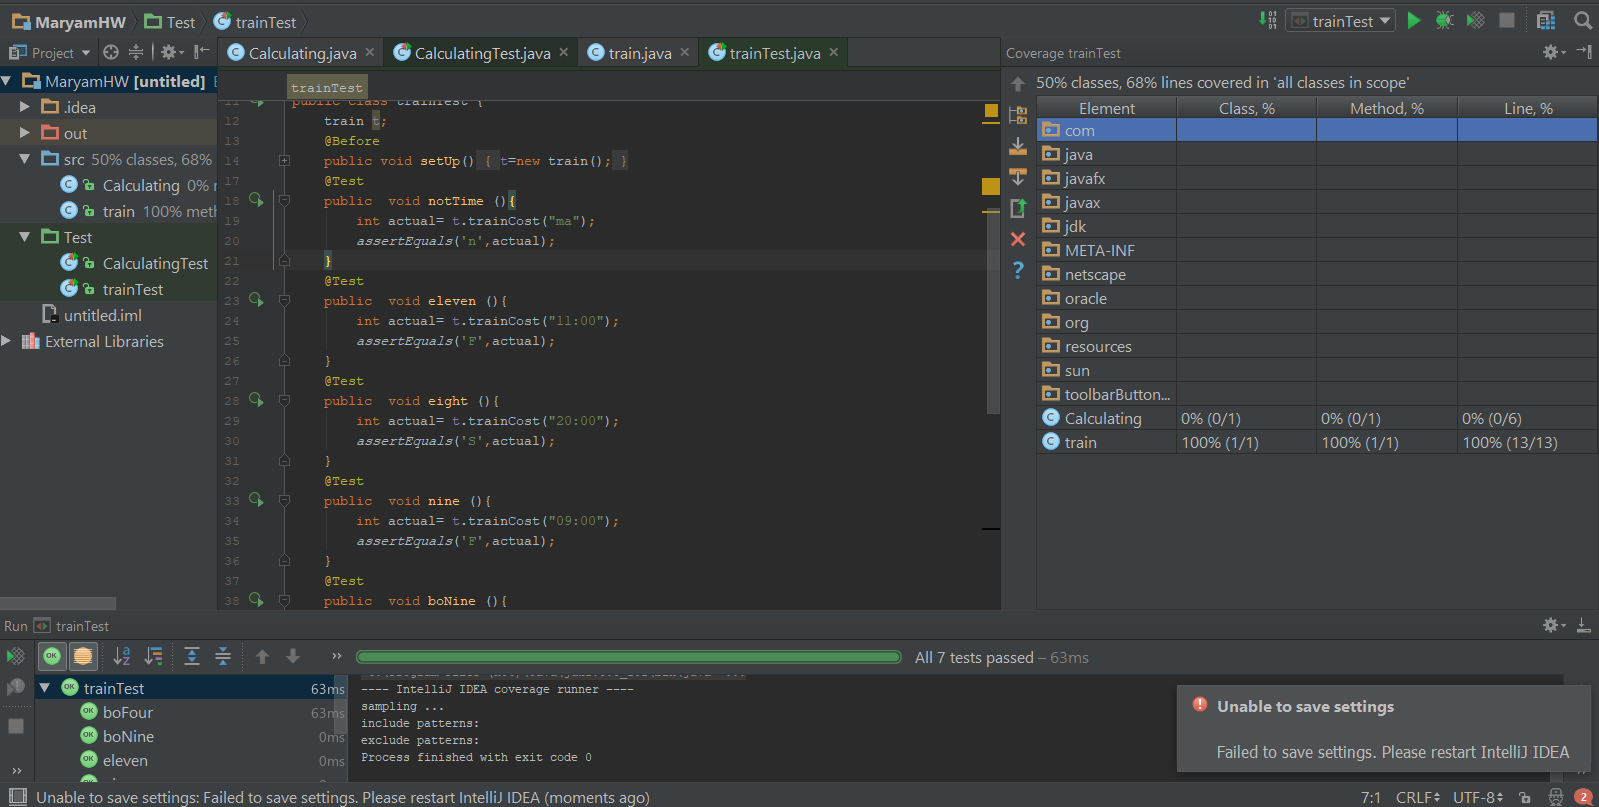 MaryamHW Test trainTest
trainTest
Project
Calculating.java
CalculatingTest.java
train.java
trainTest.java
Coverage trainTest
MaryamHW [untitled]
.idea
out
src 50% classes, 68%
Calculating 0%
train 100% meth
Test
CalculatingTest
trainTest
untitled.iml
External Libraries
trainTest
11 public class trainTest {
12 train t;
13 @Before
14 public void setUp() { t=new train(); }
17 @Test
18 public void notTime (){
19 int actual= t.trainCost("ma");
20 assertEquals('n',actual);
21 }
22 @Test
23 public void eleven (){
24 int actual= t.trainCost("11:00");
25 assertEquals('F',actual);
26 }
27 @Test
28 public void eight (){
29 int actual= t.trainCost("20:00");
30 assertEquals('S',actual);
31 }
32 @Test
33 public void nine (){
34 int actual= t.trainCost("09:00");
35 assertEquals('F',actual);
36 }
37 @Test
38 public void boNine (){
50% classes, 68% lines covered in 'all classes in scope'
Element Class, % Method, % Line, %
com
java
javafx
javax
jdk
META-INF
netscape
oracle
org
resources
sun
toolbarButton...
Calculating 0% (0/1) 0% (0/1) 0% (0/6)
train 100% (1/1) 100% (1/1) 100% (13/13)
Run trainTest
All 7 tests passed – 63ms
trainTest 63ms
boFour 63ms
boNine 0ms
eleven 0ms
---- IntelliJ IDEA coverage runner ----
sampling ...
include patterns:
exclude patterns:
Process finished with exit code 0
Unable to save settings
Failed to save settings. Please restart IntelliJ IDEA
Unable to save settings: Failed to save settings. Please restart IntelliJ IDEA (moments ago)
7:1 CRLF UTF-8 2